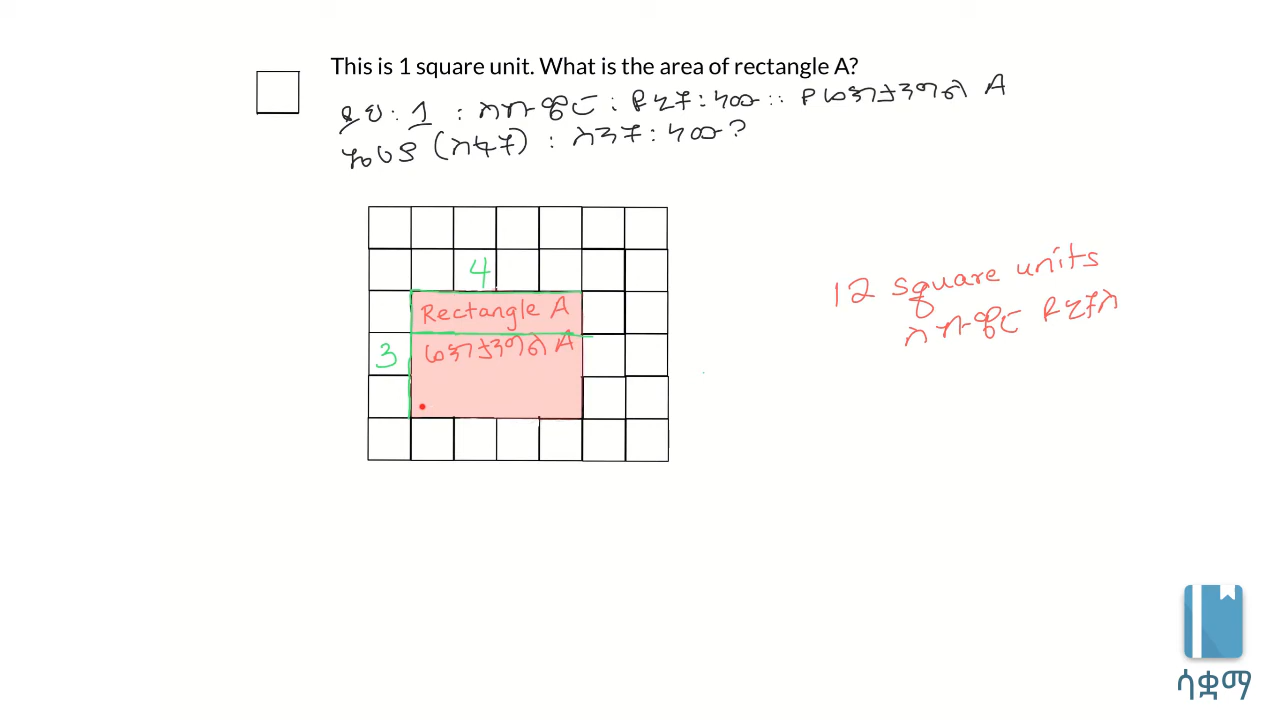 This is 1 square unit. What is the area of rectangle A?
ይህ: 1 : ስኩዌር : ዩኒት: ነው:: የሬክታንግል A
ስፋት : ስንት : ነው?
4
Rectangle A
ሬክታንግል A
3
12 square units
ስኩዌር ዩኒትስ
ሳቋማ